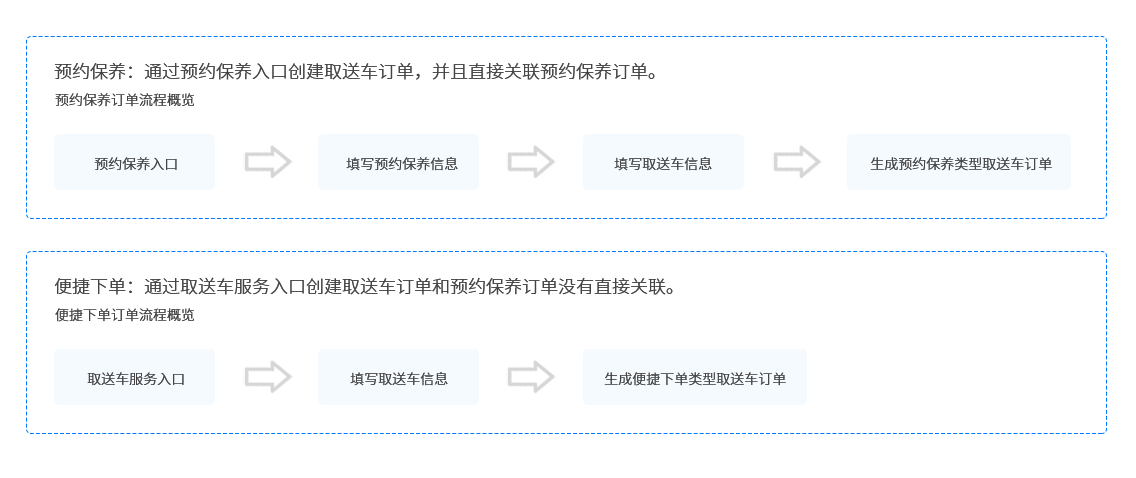 预约保养：通过预约保养入口创建取送车订单，并且直接关联预约保养订单。
预约保养订单流程概览
预约保养入口
填写预约保养信息
填写取送车信息
生成预约保养类型取送车订单
便捷下单：通过取送车服务入口创建取送车订单和预约保养订单没有直接关联。
便捷下单订单流程概览
取送车服务入口
填写取送车信息
生成便捷下单类型取送车订单